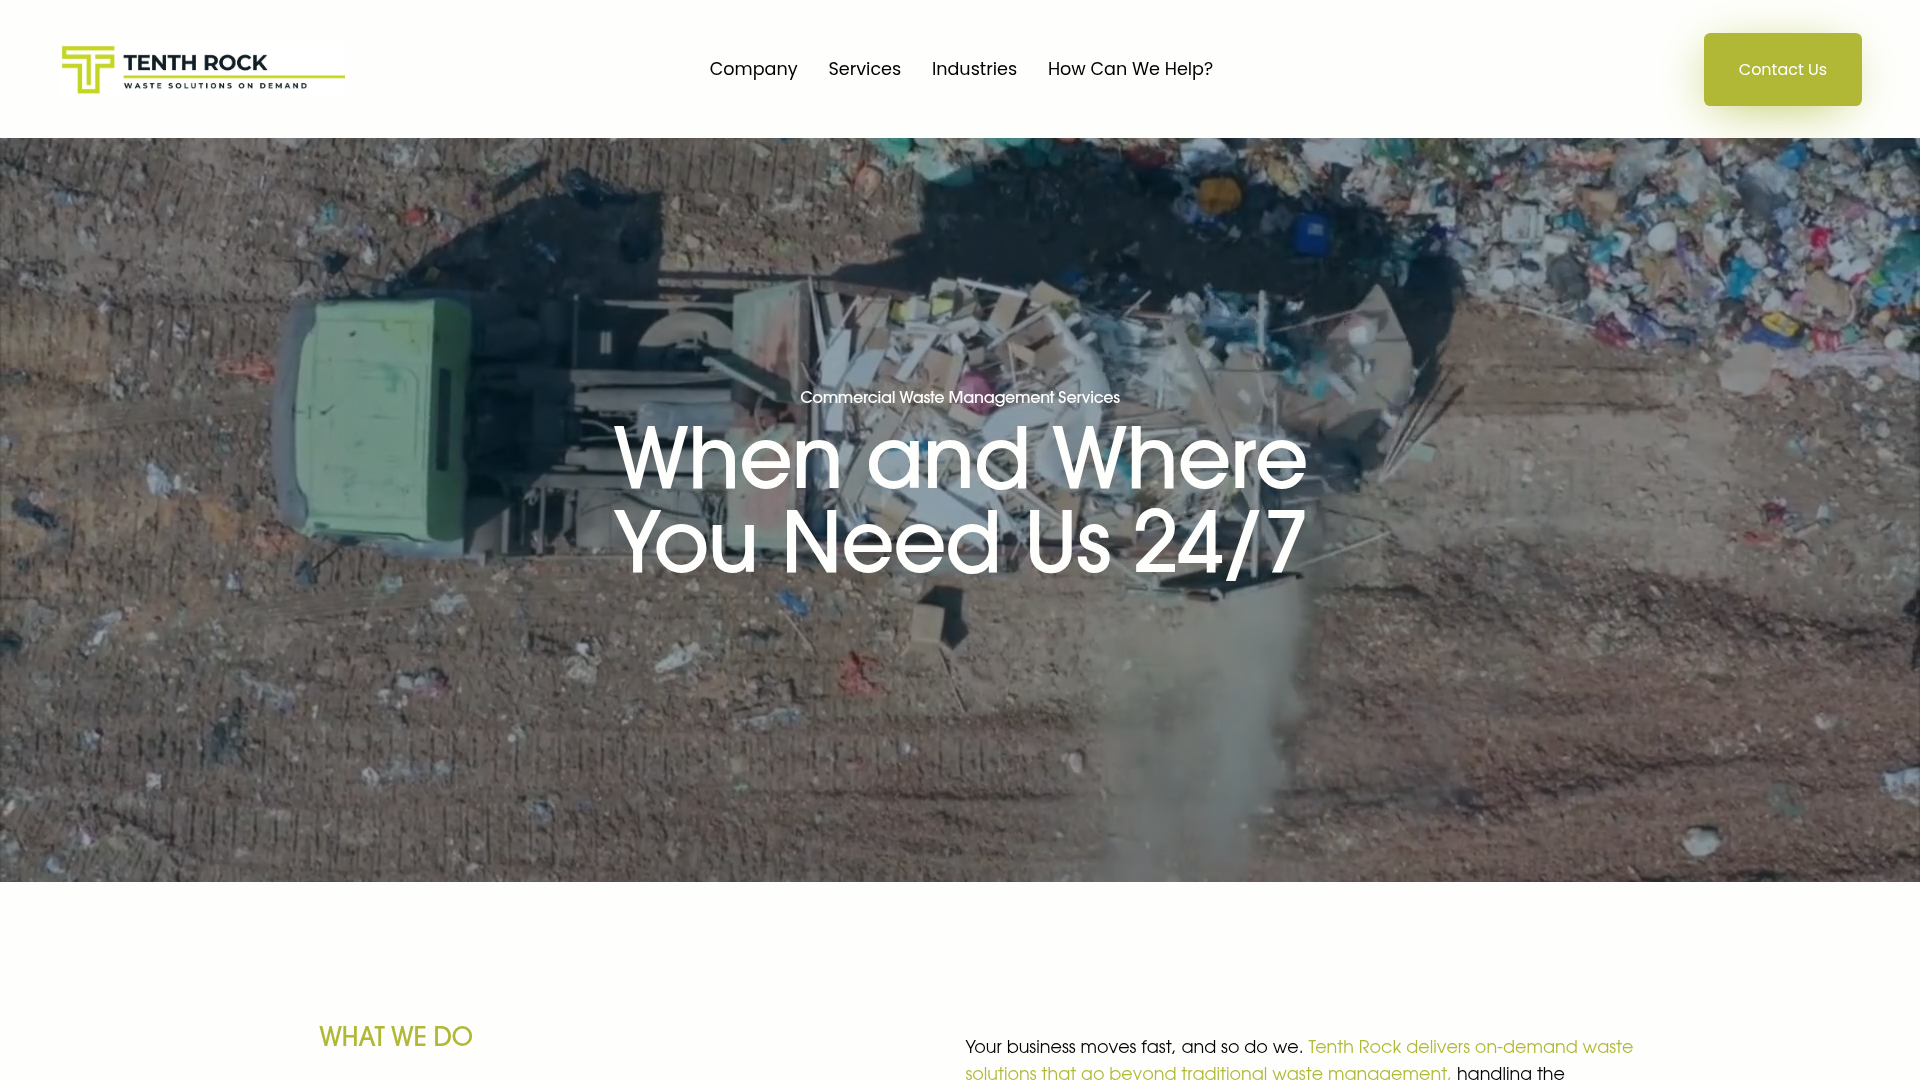 TENTH ROCK
WASTE SOLUTIONS ON DEMAND
Company
Services
Industries
How Can We Help?
Contact Us
Commercial Waste Management Services
When and Where
You Need Us 24/7
WHAT WE DO
Your business moves fast, and so do we. Tenth Rock delivers on-demand waste
solutions that go beyond traditional waste management, handling the